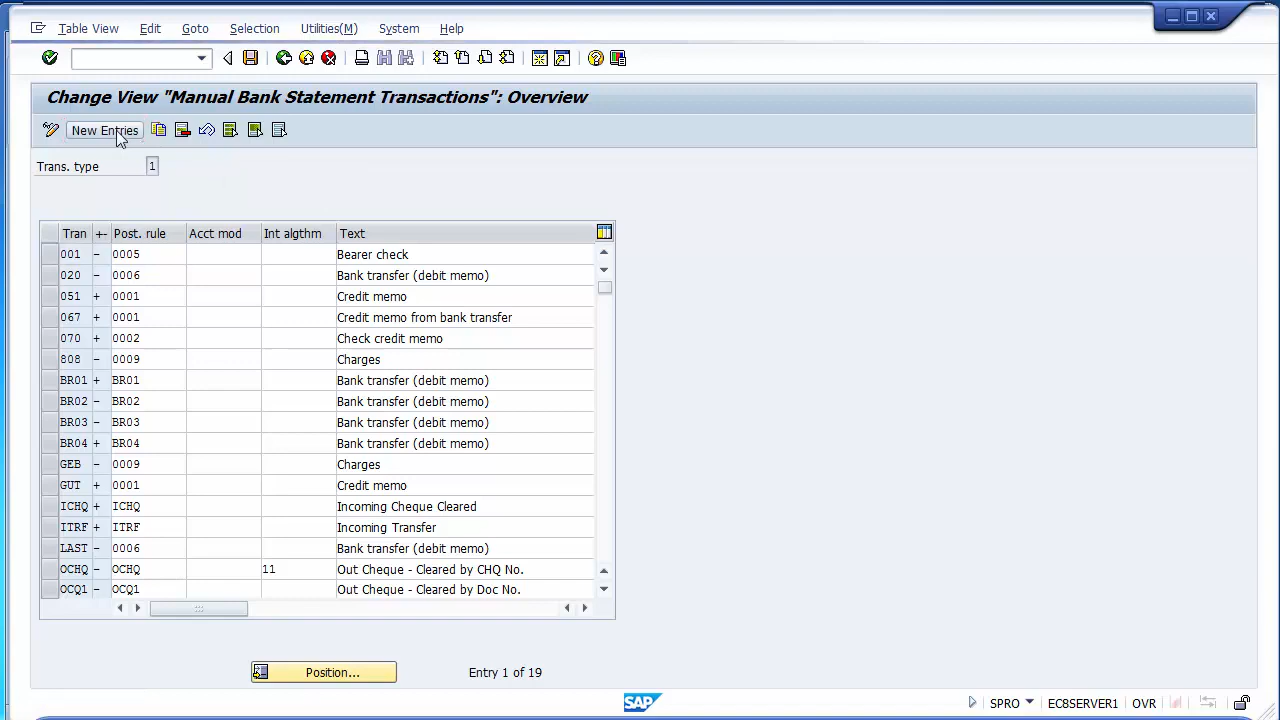 Table View Edit Goto Selection Utilities(M) System Help
Change View "Manual Bank Statement Transactions": Overview
New Entries
Trans. type 1
Tran +- Post. rule Acct mod Int algthm Text
001 - 0005 Bearer check
020 - 0006 Bank transfer (debit memo)
051 + 0001 Credit memo
067 + 0001 Credit memo from bank transfer
070 + 0002 Check credit memo
808 - 0009 Charges
BR01 + BR01 Bank transfer (debit memo)
BR02 - BR02 Bank transfer (debit memo)
BR03 - BR03 Bank transfer (debit memo)
BR04 + BR04 Bank transfer (debit memo)
GEB - 0009 Charges
GUT + 0001 Credit memo
ICHQ + ICHQ Incoming Cheque Cleared
ITRF + ITRF Incoming Transfer
LAST - 0006 Bank transfer (debit memo)
OCHQ - OCHQ 11 Out Cheque - Cleared by CHQ No.
OCQ1 - OCQ1 Out Cheque - Cleared by Doc No.
Position... Entry 1 of 19
SAP SPRO EC8SERVER1 OVR